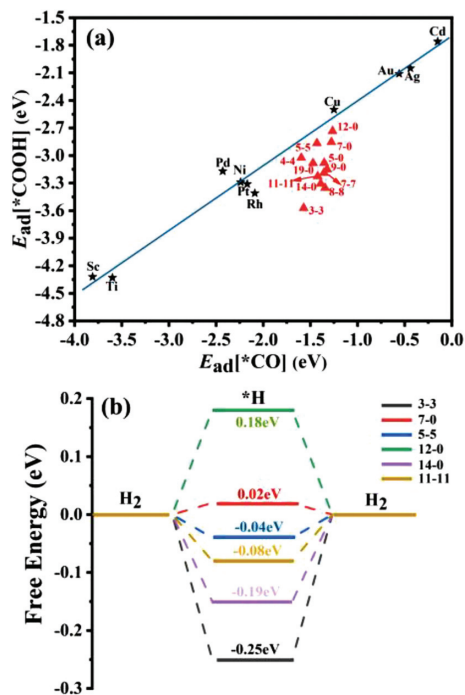 (a)
-1.5
-1.8
-2.1
-2.4
-2.7
-3.0
-3.3
-3.6
-3.9
-4.2
-4.5
-4.8
Ead[*COOH] (eV)
Cd
Au
Ag
Cu
12-0
5-5
7-0
4-4
5-0
Pd
Ni
19-0
9-0
Pt
11-11
14-0
7-7
8-8
Rh
3-3
Sc
Ti
-4.0 -3.5 -3.0 -2.5 -2.0 -1.5 -1.0 -0.5 0.0
Ead[*CO] (eV)
(b)
*H
0.2
0.1
0.0
-0.1
-0.2
-0.3
Free Energy (eV)
3-3
7-0
5-5
12-0
14-0
11-11
0.18eV
H2
0.02eV
H2
-0.04eV
-0.08eV
-0.19eV
-0.25eV